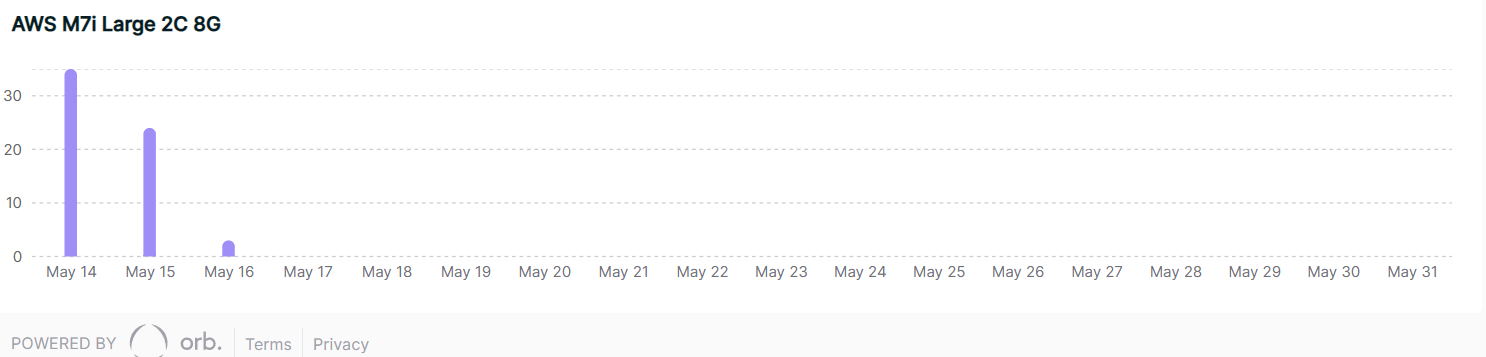 AWS M7i Large 2C 8G
30
20
10
0
May 14 May 15 May 16 May 17 May 18 May 19 May 20 May 21 May 22 May 23 May 24 May 25 May 26 May 27 May 28 May 29 May 30 May 31
POWERED BY orb. Terms Privacy